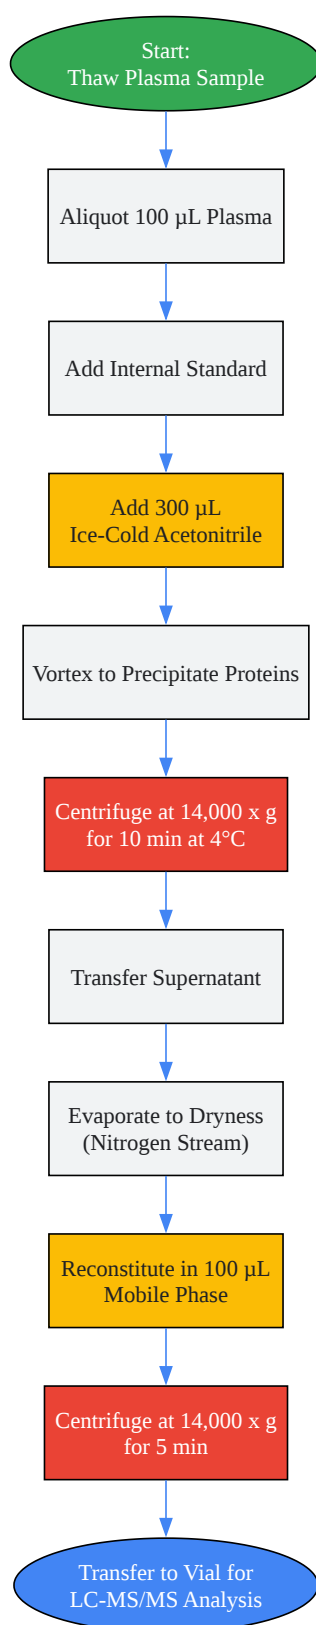 Start:
Thaw Plasma Sample
Aliquot 100 µL Plasma
Add Internal Standard
Add 300 µL
Ice-Cold Acetonitrile
Vortex to Precipitate Proteins
Centrifuge at 14,000 x g
for 10 min at 4°C
Transfer Supernatant
Evaporate to Dryness
(Nitrogen Stream)
Reconstitute in 100 µL
Mobile Phase
Centrifuge at 14,000 x g
for 5 min
Transfer to Vial for
LC-MS/MS Analysis